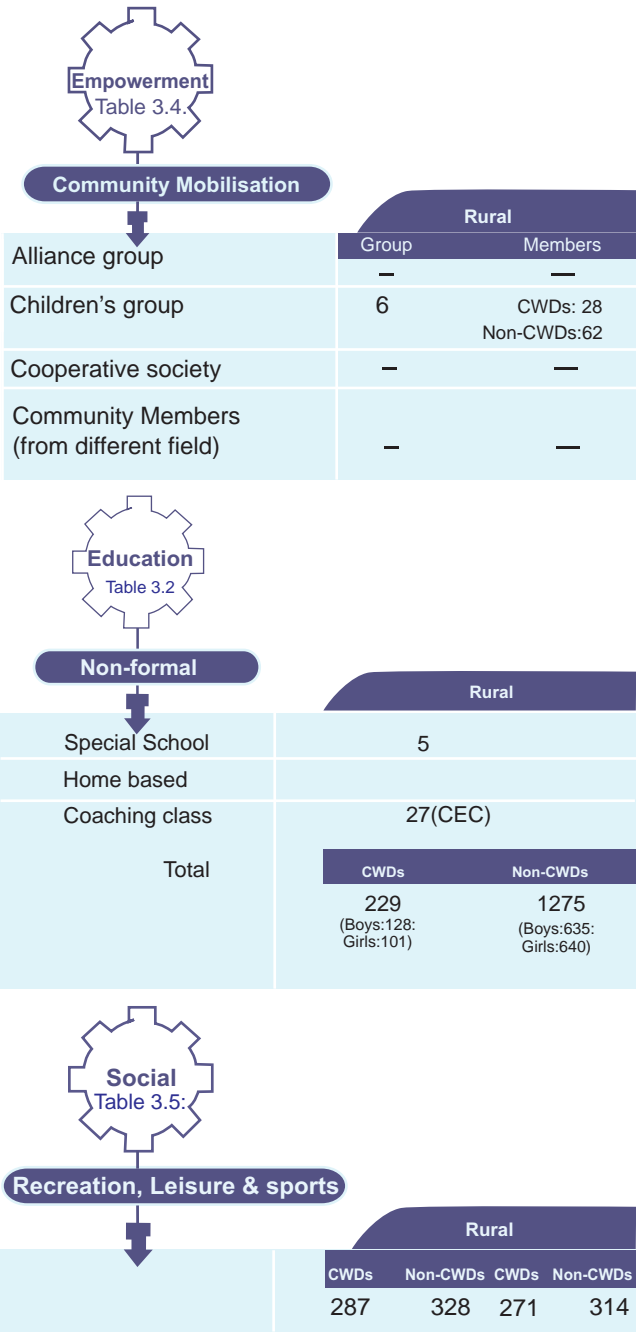 Empowerment
Table 3.4.
Community Mobilisation
Rural
Group Members
Alliance group – —
Children's group 6 CWDs: 28
Non-CWDs:62
Cooperative society – —
Community Members
(from different field) – —
Education
Table 3.2
Non-formal
Rural
Special School 5
Home based
Coaching class 27(CEC)
Total CWDs Non-CWDs
229 1275
(Boys:128: (Boys:635:
Girls:101) Girls:640)
Social
Table 3.5:
Recreation, Leisure & sports
Rural
CWDs Non-CWDs CWDs Non-CWDs
287 328 271 314